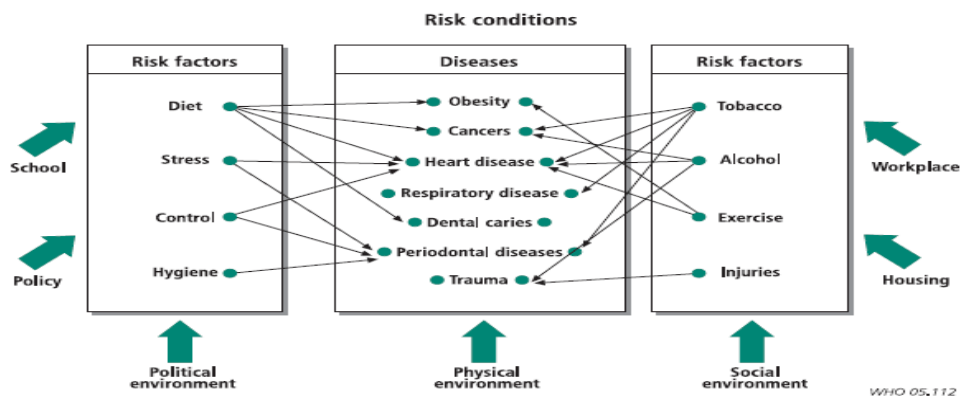 Risk conditions
Risk factors
Diseases
Risk factors
Diet
Obesity
Tobacco
Cancers
Stress
Heart disease
Alcohol
School
Workplace
Respiratory disease
Control
Dental caries
Exercise
Periodontal diseases
Hygiene
Trauma
Injuries
Policy
Housing
Political
environment
Physical
environment
Social
environment
WHO 05.112